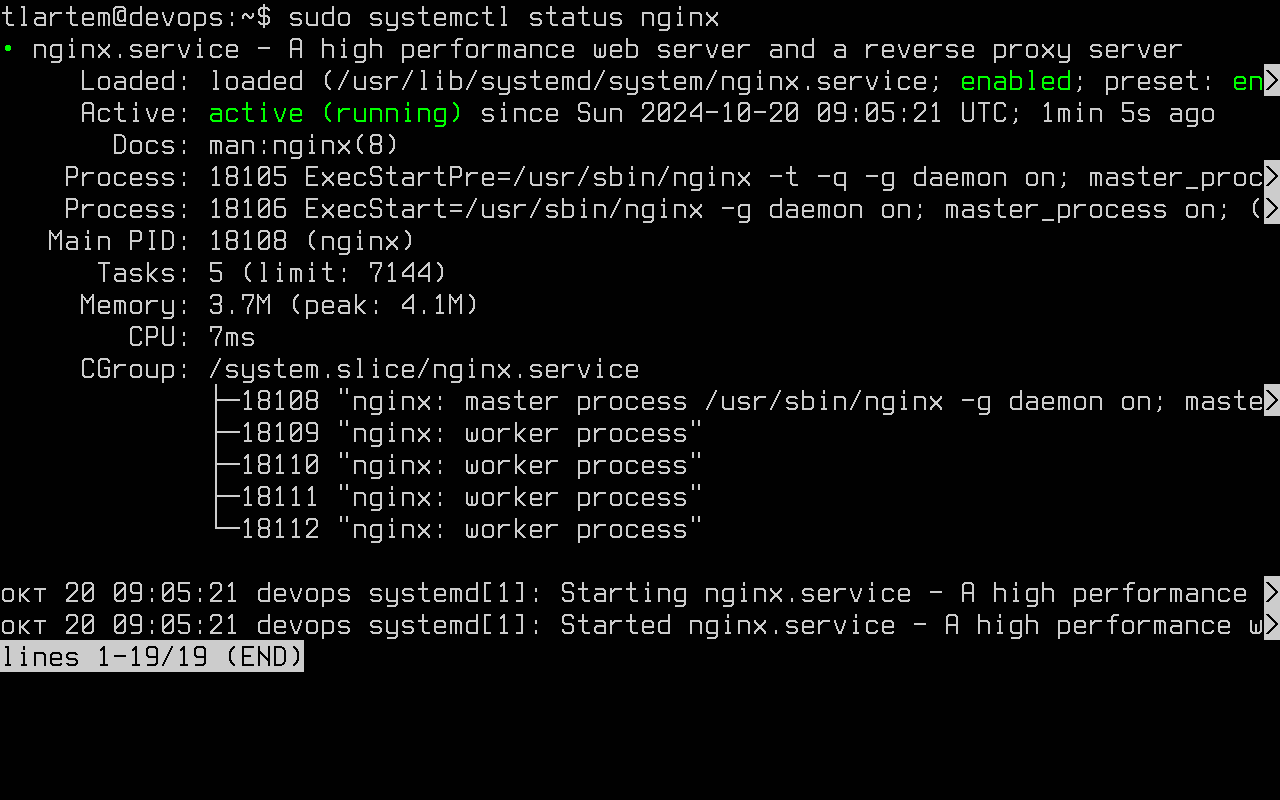 tlartem@devops:~$ sudo systemctl status nginx
• nginx.service - A high performance web server and a reverse proxy server
     Loaded: loaded (/usr/lib/systemd/system/nginx.service; enabled; preset: en>
     Active: active (running) since Sun 2024-10-20 09:05:21 UTC; 1min 5s ago
       Docs: man:nginx(8)
    Process: 18105 ExecStartPre=/usr/sbin/nginx -t -q -g daemon on; master_proc>
    Process: 18106 ExecStart=/usr/sbin/nginx -g daemon on; master_process on; (>
   Main PID: 18108 (nginx)
      Tasks: 5 (limit: 7144)
     Memory: 3.7M (peak: 4.1M)
        CPU: 7ms
     CGroup: /system.slice/nginx.service
             ├─18108 "nginx: master process /usr/sbin/nginx -g daemon on; maste>
             ├─18109 "nginx: worker process"
             ├─18110 "nginx: worker process"
             ├─18111 "nginx: worker process"
             └─18112 "nginx: worker process"

окт 20 09:05:21 devops systemd[1]: Starting nginx.service - A high performance >
окт 20 09:05:21 devops systemd[1]: Started nginx.service - A high performance w>
lines 1-19/19 (END)